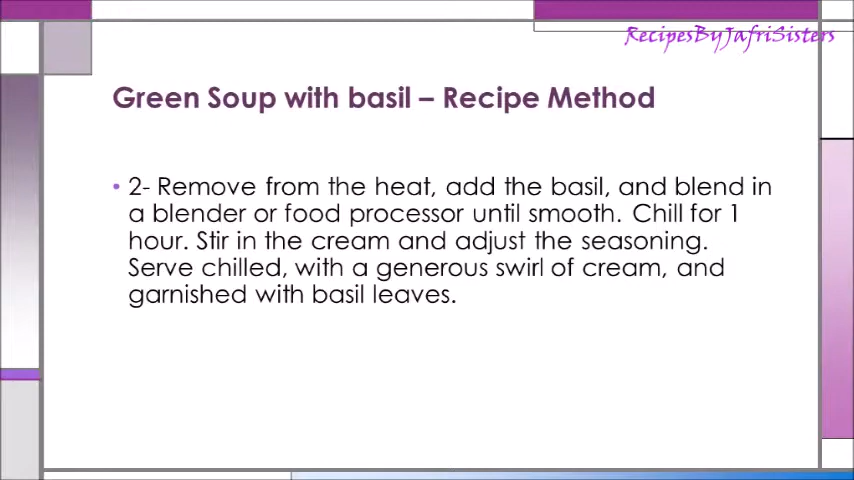 RecipesByJafriSisters
Green Soup with basil – Recipe Method
• 2- Remove from the heat, add the basil, and blend in
a blender or food processor until smooth. Chill for 1
hour. Stir in the cream and adjust the seasoning.
Serve chilled, with a generous swirl of cream, and
garnished with basil leaves.